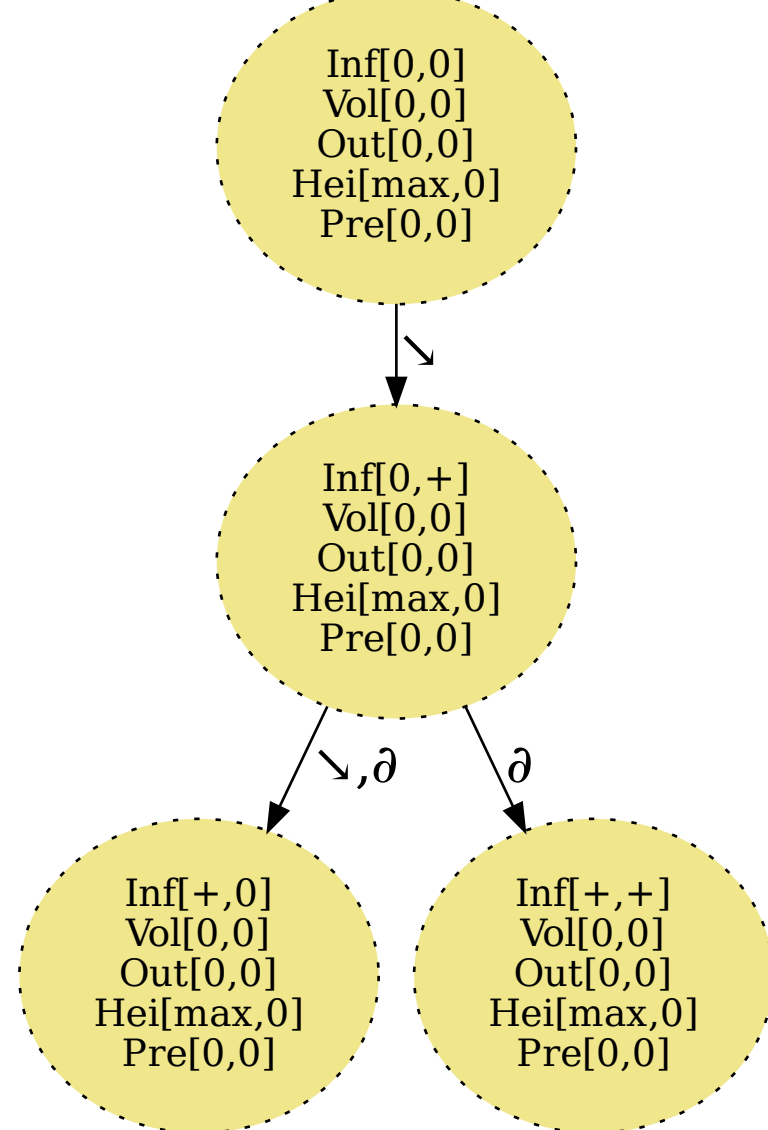 Inf[0,0]
Vol[0,0]
Out[0,0]
Hei[max,0]
Pre[0,0]
↘
Inf[0,+]
Vol[0,0]
Out[0,0]
Hei[max,0]
Pre[0,0]
↘,∂
∂
Inf[+,0]
Vol[0,0]
Out[0,0]
Hei[max,0]
Pre[0,0]
Inf[+,+]
Vol[0,0]
Out[0,0]
Hei[max,0]
Pre[0,0]